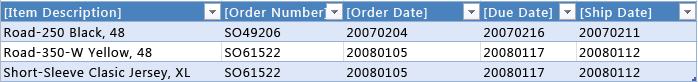 [Item Description] [Order Number] [Order Date] [Due Date] [Ship Date]
Road-250 Black, 48 SO49206 20070204 20070216 20070211
Road-350-W Yellow, 48 SO61522 20080105 20080117 20080112
Short-Sleeve Clasic Jersey, XL SO61522 20080105 20080117 20080112